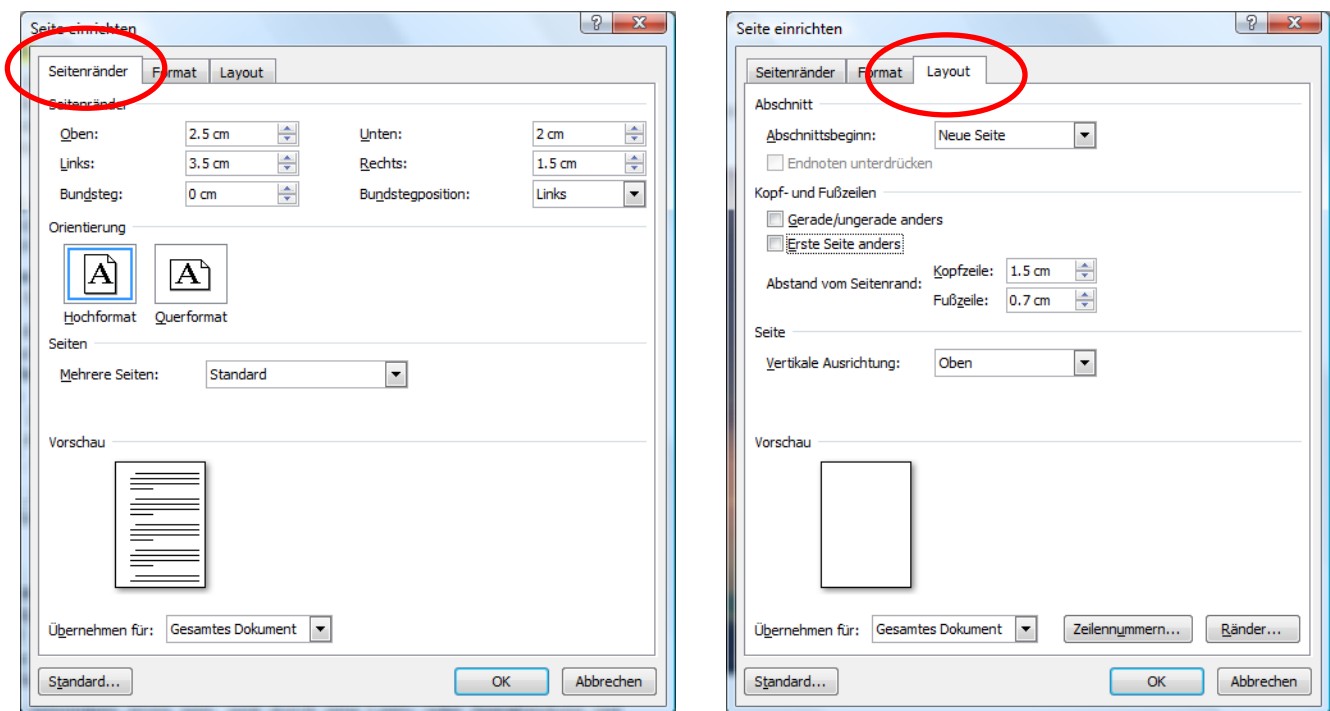 Seite einrichten
Seitenränder Format Layout
Seitenränder
Oben: 2.5 cm Unten: 2 cm
Links: 3.5 cm Rechts: 1.5 cm
Bundsteg: 0 cm Bundstegposition: Links
Orientierung
A A
Hochformat Querformat
Seiten
Mehrere Seiten: Standard
Vorschau
Übernehmen für: Gesamtes Dokument
Standard... OK Abbrechen
Seite einrichten
Seitenränder Format Layout
Abschnitt
Abschnittsbeginn: Neue Seite
Endnoten unterdrücken
Kopf- und Fußzeilen
Gerade/ungerade anders
Erste Seite anders
Abstand vom Seitenrand: Kopfzeile: 1.5 cm
Fußzeile: 0.7 cm
Seite
Vertikale Ausrichtung: Oben
Vorschau
Übernehmen für: Gesamtes Dokument Zeilennummern... Ränder...
Standard... OK Abbrechen